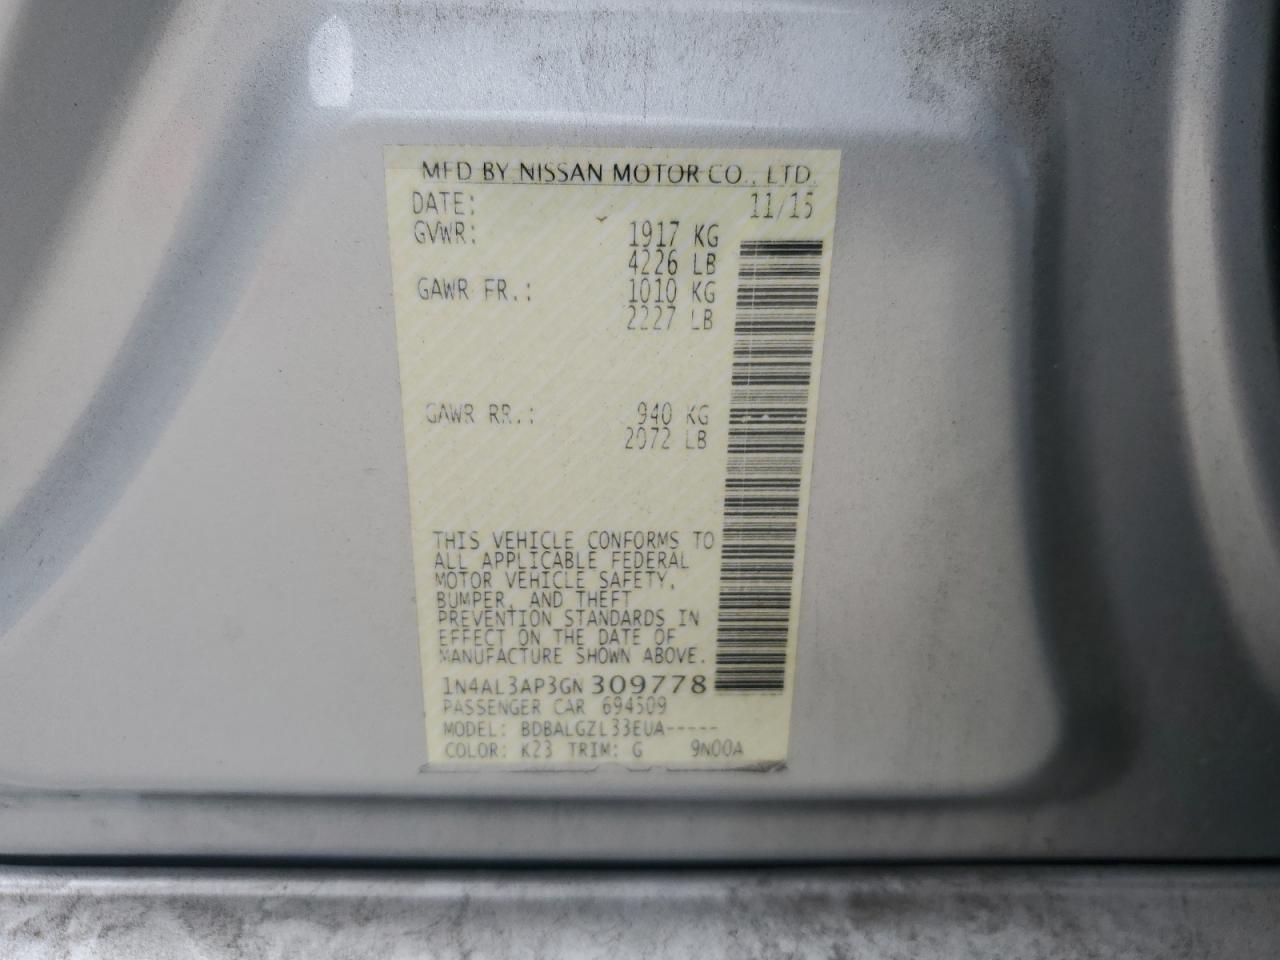 MFD BY NISSAN MOTOR CO., LTD.
DATE: 11/15
GVWR: 1917 KG
4226 LB
GAWR FR.: 1010 KG
2227 LB
GAWR RR.: 940 KG
2072 LB
THIS VEHICLE CONFORMS TO
ALL APPLICABLE FEDERAL
MOTOR VEHICLE SAFETY,
BUMPER, AND THEFT
PREVENTION STANDARDS IN
EFFECT ON THE DATE OF
MANUFACTURE SHOWN ABOVE.
1N4AL3AP3GN309778
PASSENGER CAR 694509
MODEL: BDBALGZL33EUA-----
COLOR: K23 TRIM: G 9N00A